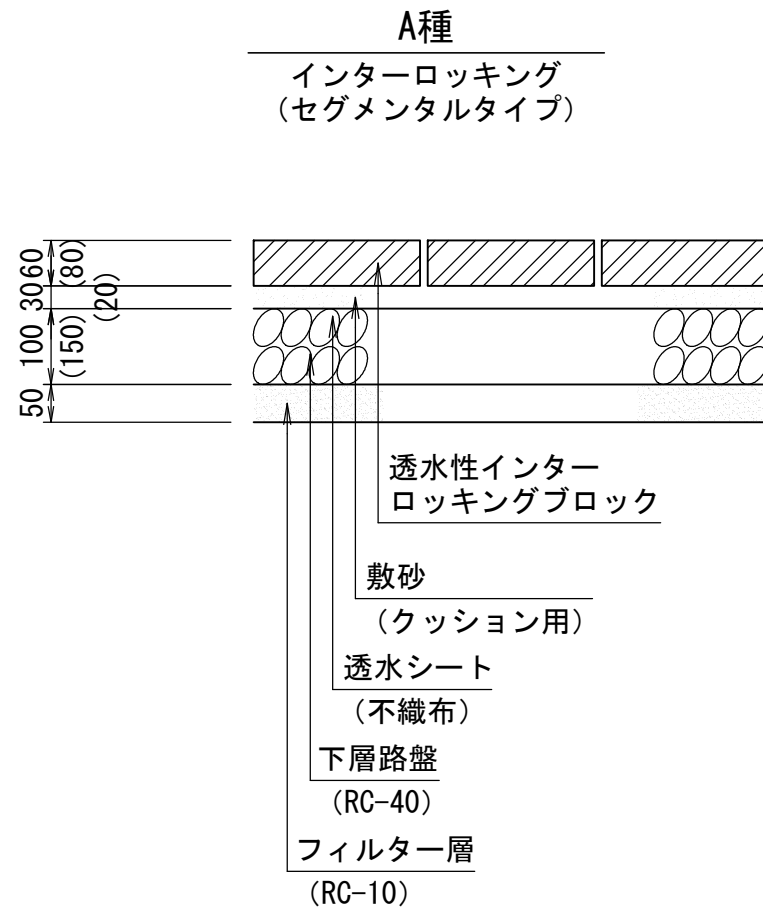 A種
インターロッキング
（セグメンタルタイプ）
60
(80)
30
(20)
100
(150)
50
透水性インター
ロッキングブロック
敷砂
（クッション用）
透水シート
（不織布）
下層路盤
（RC-40）
フィルター層
（RC-10）